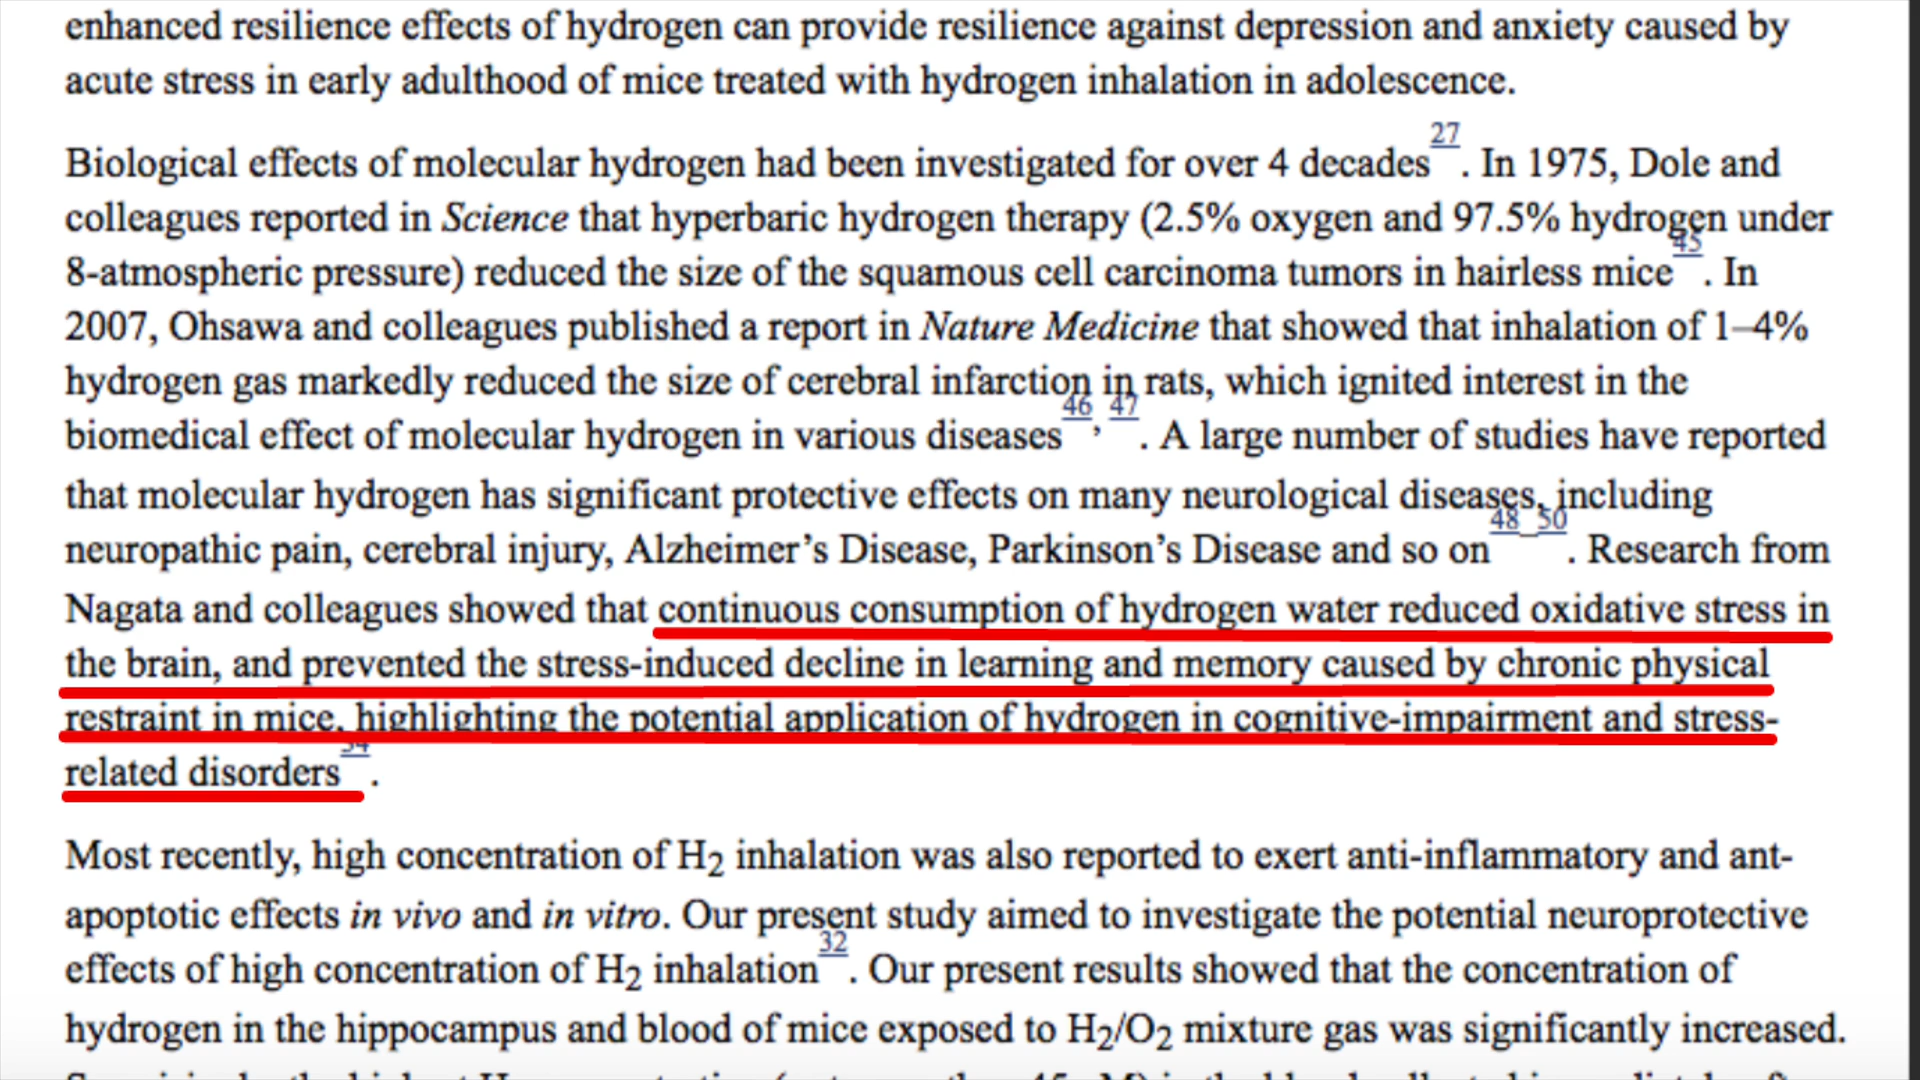 enhanced resilience effects of hydrogen can provide resilience against depression and anxiety caused by
acute stress in early adulthood of mice treated with hydrogen inhalation in adolescence.
Biological effects of molecular hydrogen had been investigated for over 4 decades27. In 1975, Dole and
colleagues reported in Science that hyperbaric hydrogen therapy (2.5% oxygen and 97.5% hydrogen under
8-atmospheric pressure) reduced the size of the squamous cell carcinoma tumors in hairless mice45. In
2007, Ohsawa and colleagues published a report in Nature Medicine that showed that inhalation of 1–4%
hydrogen gas markedly reduced the size of cerebral infarction in rats, which ignited interest in the
biomedical effect of molecular hydrogen in various diseases46, 47. A large number of studies have reported
that molecular hydrogen has significant protective effects on many neurological diseases, including
neuropathic pain, cerebral injury, Alzheimer’s Disease, Parkinson’s Disease and so on48–50. Research from
Nagata and colleagues showed that continuous consumption of hydrogen water reduced oxidative stress in
the brain, and prevented the stress-induced decline in learning and memory caused by chronic physical
restraint in mice, highlighting the potential application of hydrogen in cognitive-impairment and stress-
related disorders.
Most recently, high concentration of H2 inhalation was also reported to exert anti-inflammatory and ant-
apoptotic effects in vivo and in vitro. Our present study aimed to investigate the potential neuroprotective
effects of high concentration of H2 inhalation32. Our present results showed that the concentration of
hydrogen in the hippocampus and blood of mice exposed to H2/O2 mixture gas was significantly increased.